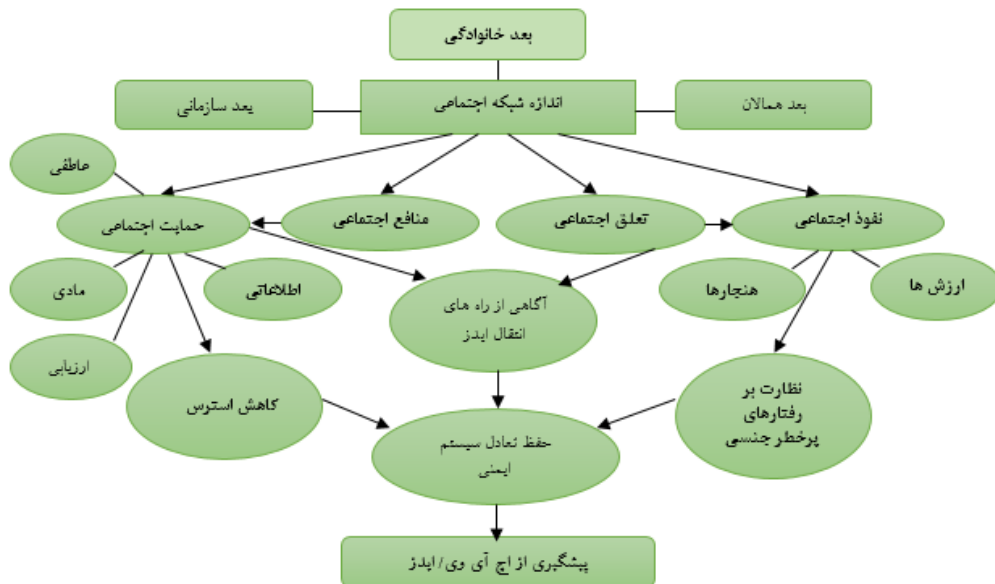 بعد خانوادگی
بعد همالان
اندازه شبکه اجتماعی
یعد سازمانی
عاطفی
نفوذ اجتماعی
تعلق اجتماعی
منافع اجتماعی
حمایت اجتماعی
ارزش ها
هنجارها
اطلاعاتی
مادی
آگاهی از راه های
انتقال ایدز
ارزیابی
نظارت بر
رفتارهای
پرخطر جنسی
کاهش استرس
حفظ تعادل سیستم
ایمنی
پیشگیری از اچ آی وی/ ایدز